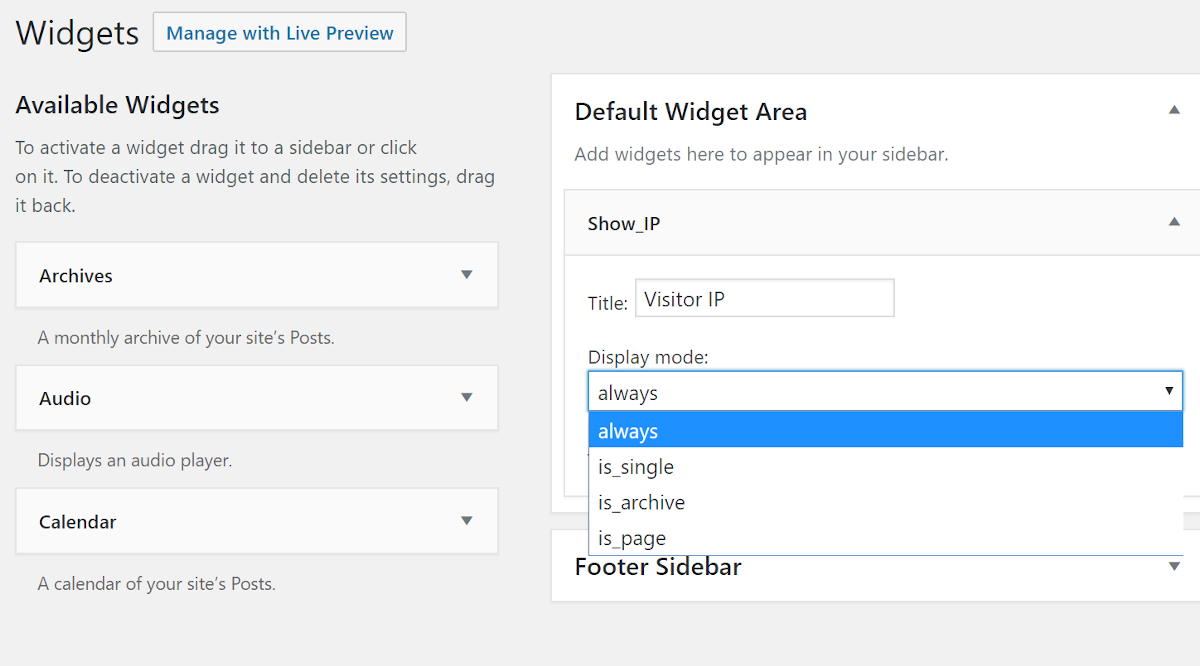 Widgets
Manage with Live Preview
Available Widgets
To activate a widget drag it to a sidebar or click
on it. To deactivate a widget and delete its settings, drag
it back.
Archives
A monthly archive of your site’s Posts.
Audio
Displays an audio player.
Calendar
A calendar of your site’s Posts.
Default Widget Area
Add widgets here to appear in your sidebar.
Show_IP
Title: Visitor IP
Display mode:
always
always
is_single
is_archive
is_page
Footer Sidebar